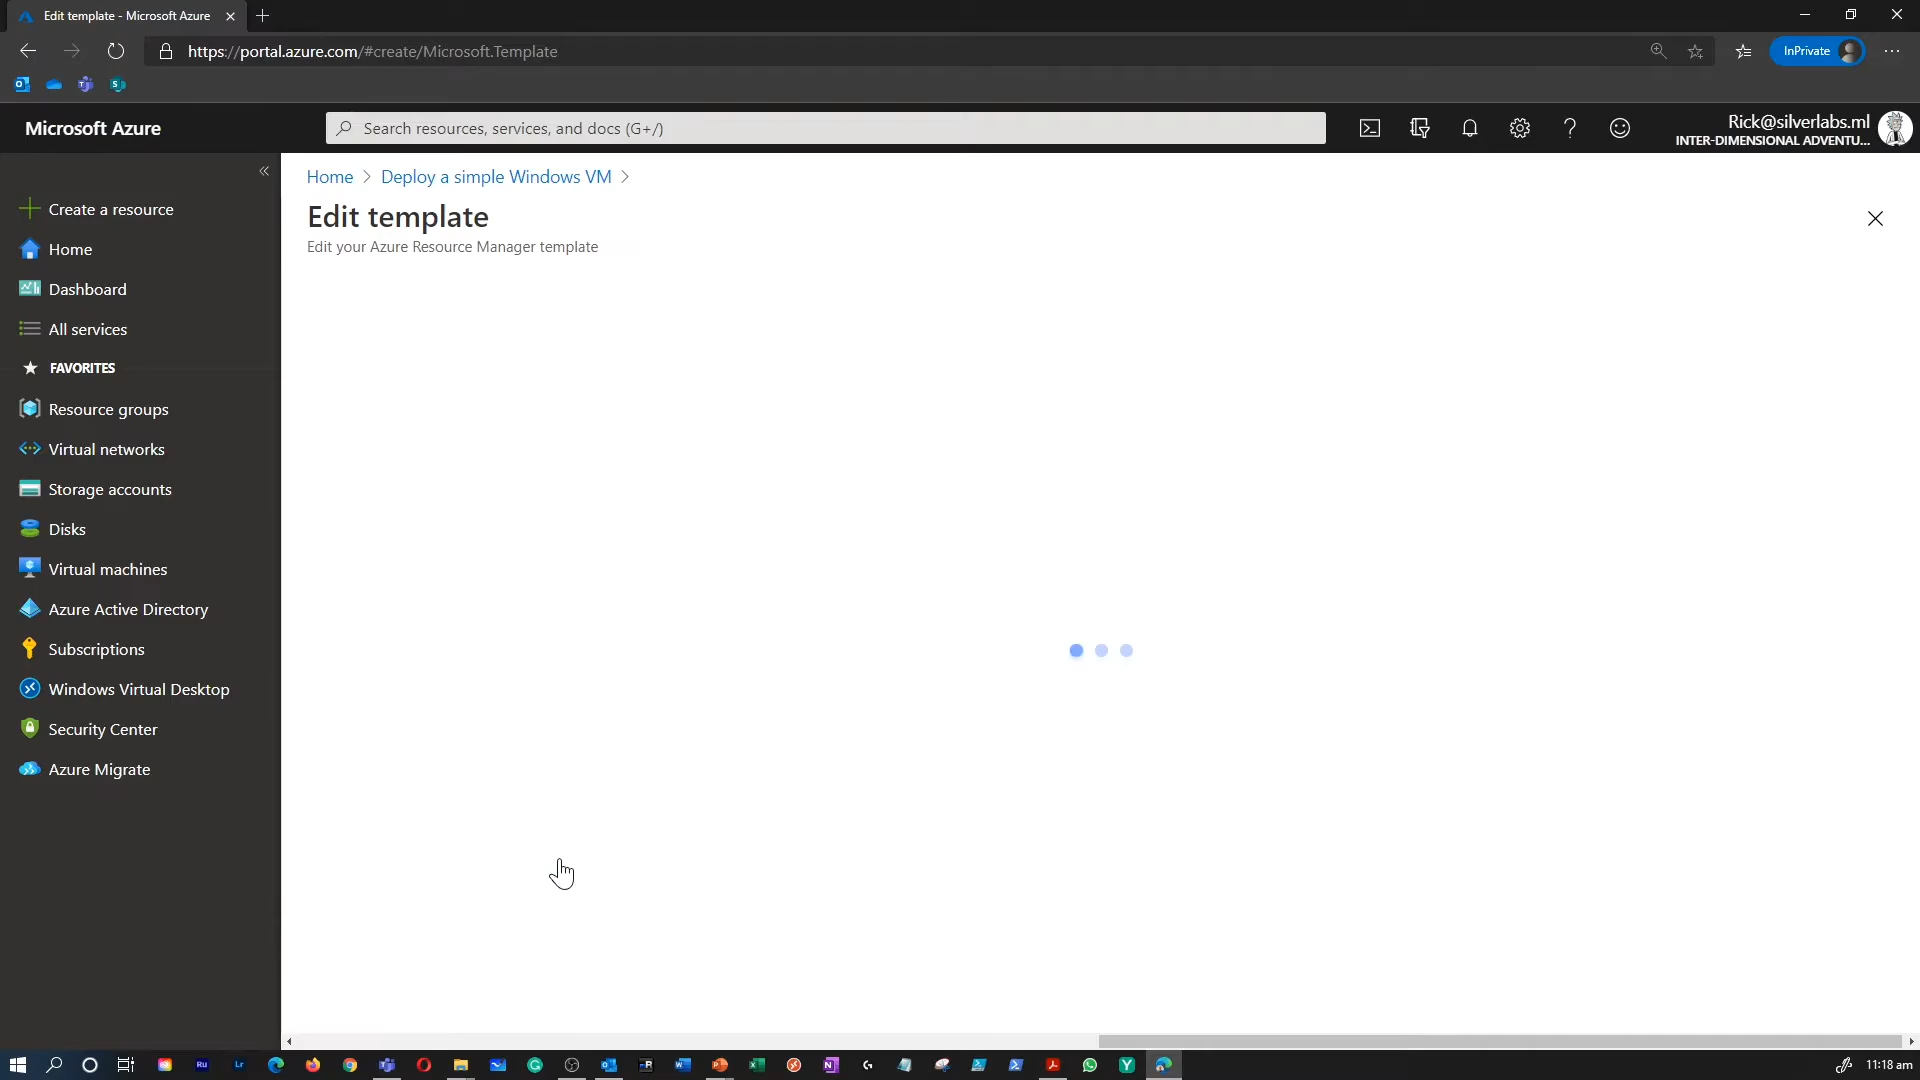 Edit template - Microsoft Azure
https://portal.azure.com/#create/Microsoft.Template
InPrivate
Microsoft Azure
Search resources, services, and docs (G+/)
Rick@silverlabs.ml
INTER-DIMENSIONAL ADVENTU...
Home > Deploy a simple Windows VM >
Edit template
Edit your Azure Resource Manager template
Create a resource
Home
Dashboard
All services
FAVORITES
Resource groups
Virtual networks
Storage accounts
Disks
Virtual machines
Azure Active Directory
Subscriptions
Windows Virtual Desktop
Security Center
Azure Migrate
11:18 am